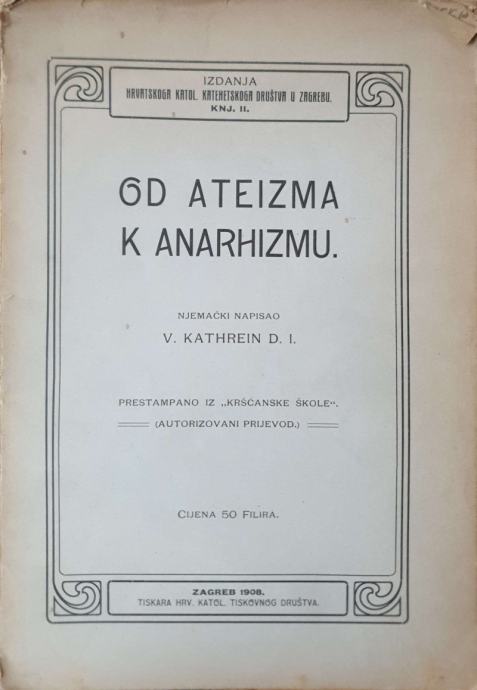 IZDANJA
HRVATSKOGA KATOL. KATEHETSKOGA DRUŠTVA U ZAGREBU.
KNJ. II.
OD ATEIZMA
K ANARHIZMU.
NJEMAČKI NAPISAO
V. KATHREIN D. I.
PRESTAMPANO IZ „KRŠĆANSKE ŠKOLE“.
(AUTORIZOVANI PRIJEVOD.)
CIJENA 50 FILIRA.
ZAGREB 1908.
TISKARA HRV. KATOL. TISKOVNOG DRUŠTVA.